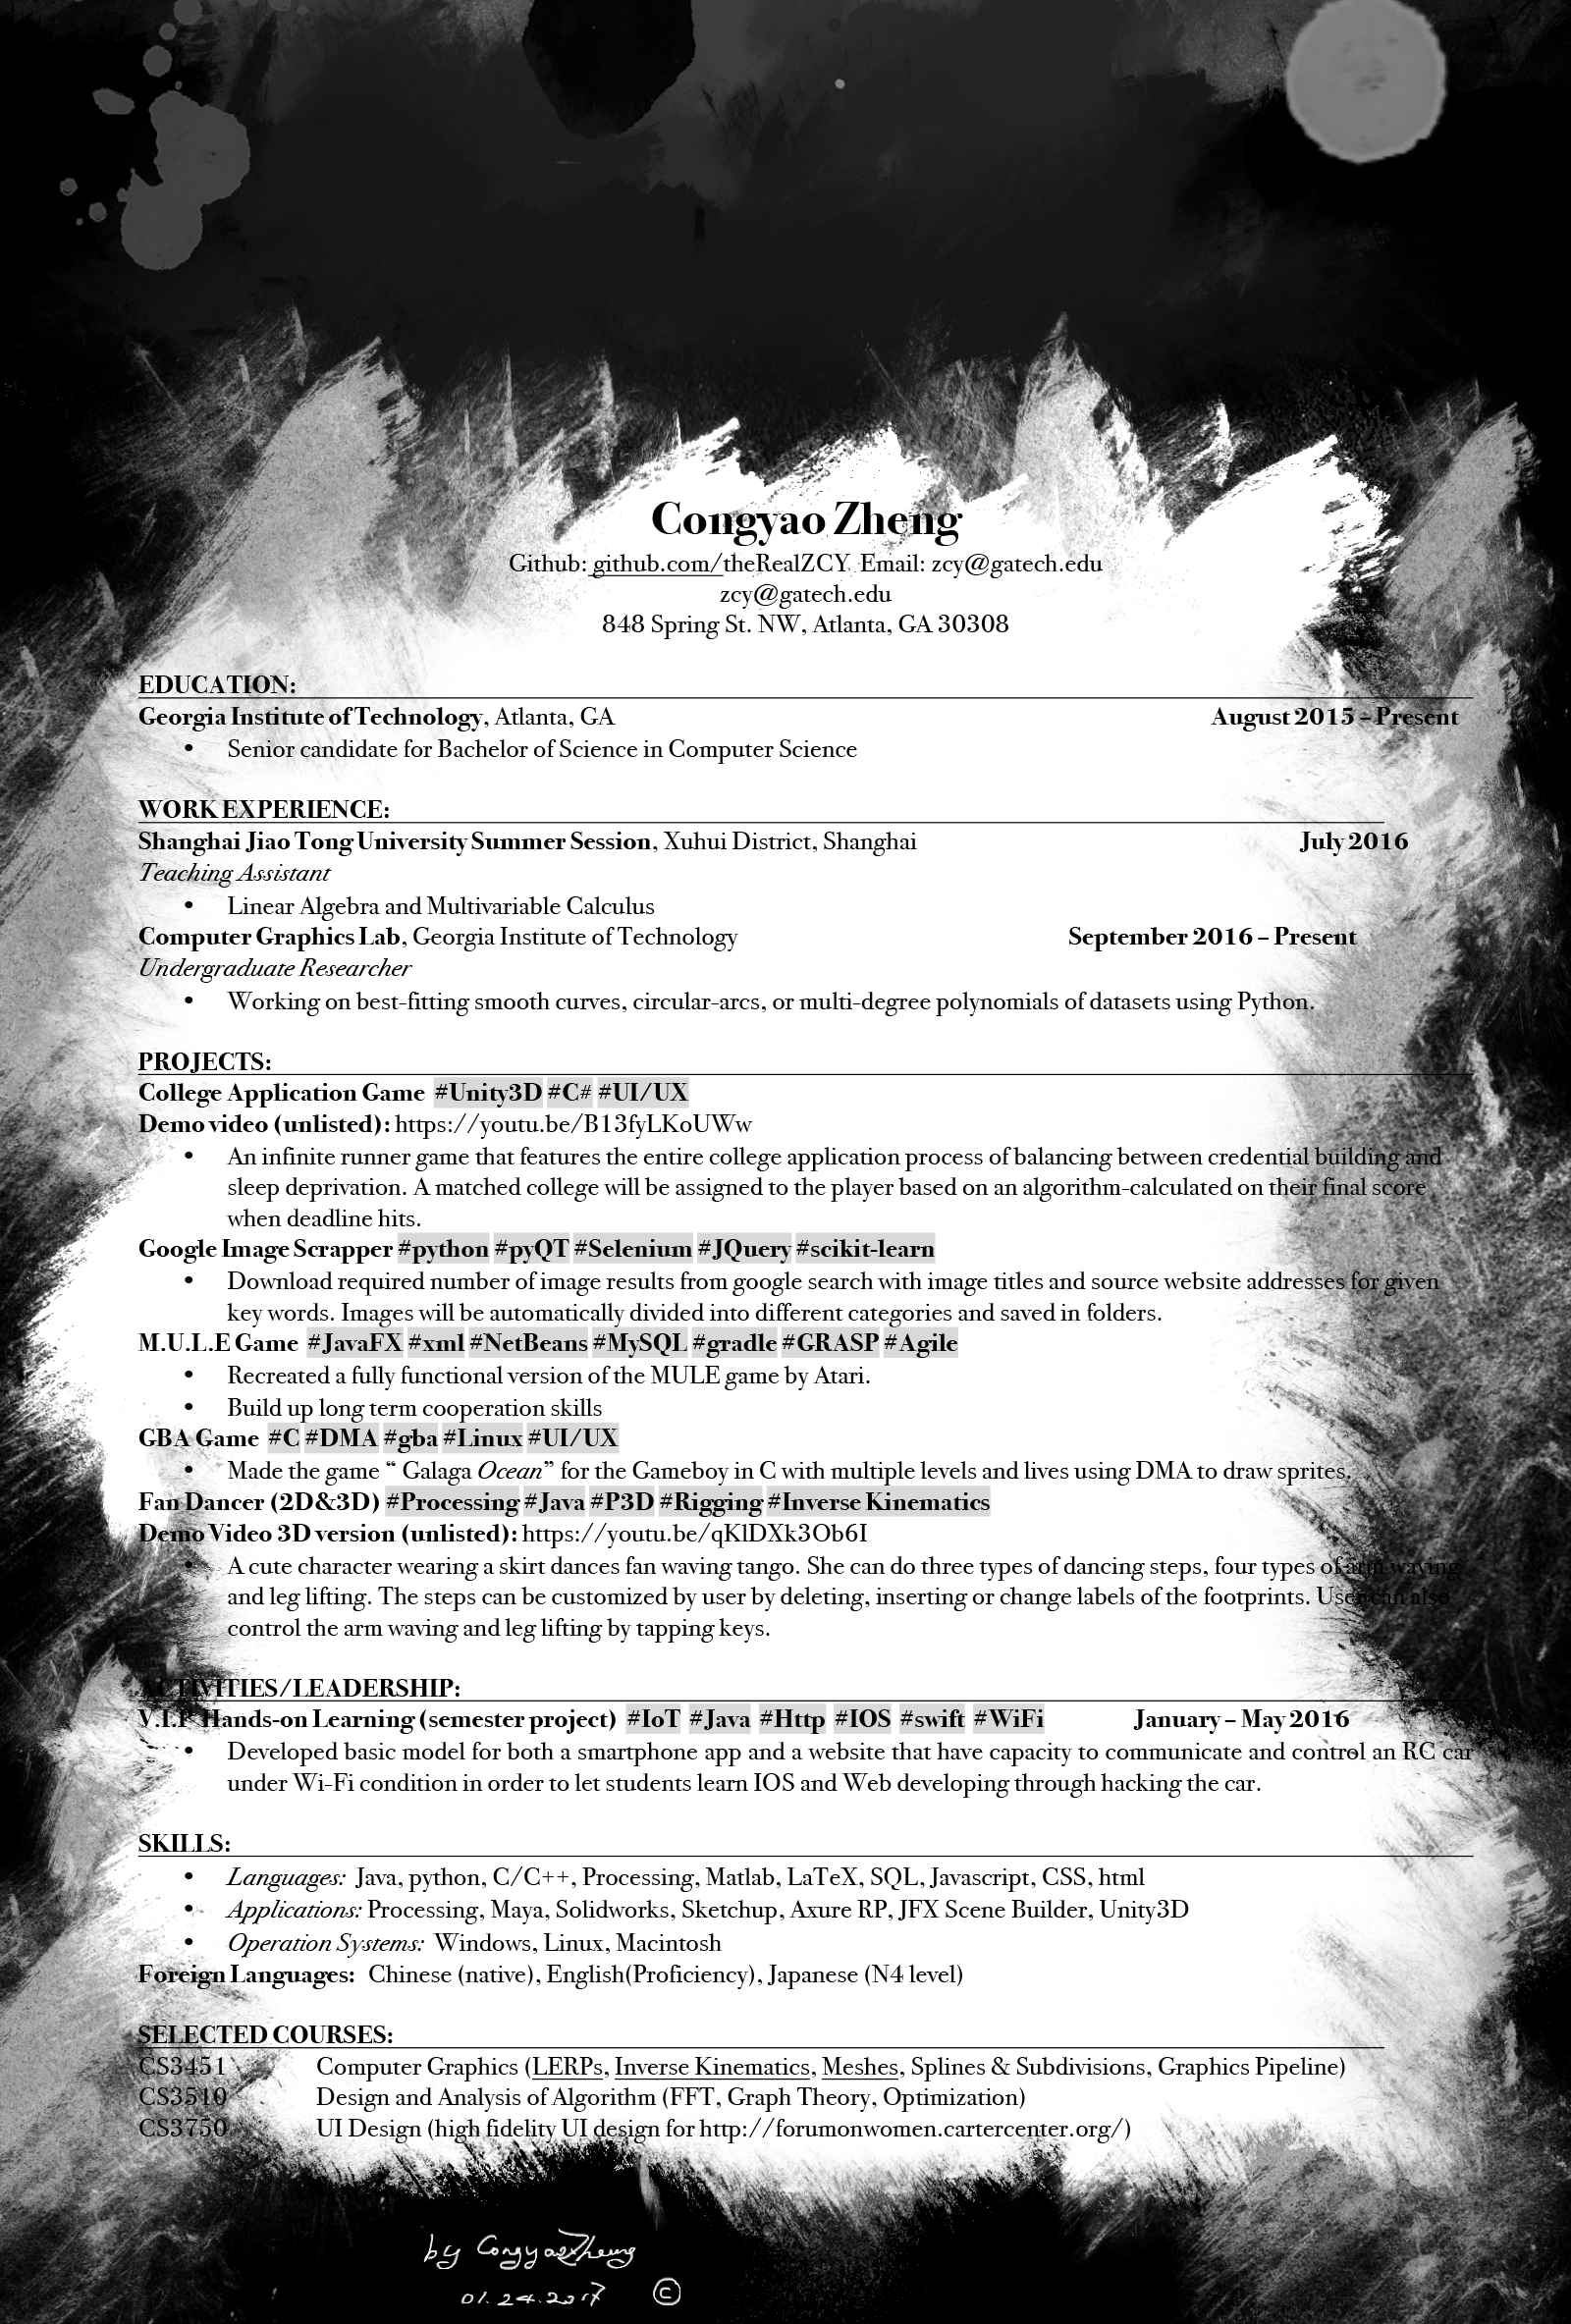 Congyao Zheng
Github: github.com/theRealZCY  Email: zcy@gatech.edu
zcy@gatech.edu
848 Spring St. NW, Atlanta, GA 30308
EDUCATION:
Georgia Institute of Technology, Atlanta, GA August 2015 – Present
• Senior candidate for Bachelor of Science in Computer Science
WORK EXPERIENCE:
Shanghai Jiao Tong University Summer Session, Xuhui District, Shanghai July 2016
Teaching Assistant
• Linear Algebra and Multivariable Calculus
Computer Graphics Lab, Georgia Institute of Technology September 2016 – Present
Undergraduate Researcher
• Working on best-fitting smooth curves, circular-arcs, or multi-degree polynomials of datasets using Python.
PROJECTS:
College Application Game #Unity3D #C# #UI/UX
Demo video (unlisted): https://youtu.be/B13fyLKoUWw
• An infinite runner game that features the entire college application process of balancing between credential building and
sleep deprivation. A matched college will be assigned to the player based on an algorithm-calculated on their final score
when deadline hits.
Google Image Scrapper #python #pyQT #Selenium #JQuery #scikit-learn
• Download required number of image results from google search with image titles and source website addresses for given
key words. Images will be automatically divided into different categories and saved in folders.
M.U.L.E Game #JavaFX #xml #NetBeans #MySQL #gradle #GRASP #Agile
• Recreated a fully functional version of the MULE game by Atari.
• Build up long term cooperation skills
GBA Game #C #DMA #gba #Linux #UI/UX
• Made the game “ Galaga Ocean” for the Gameboy in C with multiple levels and lives using DMA to draw sprites.
Fan Dancer (2D&3D) #Processing #Java #P3D #Rigging #Inverse Kinematics
Demo Video 3D version (unlisted): https://youtu.be/qKlDXk3Ob6I
• A cute character wearing a skirt dances fan waving tango. She can do three types of dancing steps, four types of arm waving
and leg lifting. The steps can be customized by user by deleting, inserting or change labels of the footprints. User can also
control the arm waving and leg lifting by tapping keys.
ACTIVITIES/LEADERSHIP:
V.I.P Hands-on Learning (semester project) #IoT #Java #Http #IOS #swift #WiFi January – May 2016
• Developed basic model for both a smartphone app and a website that have capacity to communicate and control an RC car
under Wi-Fi condition in order to let students learn IOS and Web developing through hacking the car.
SKILLS:
• Languages: Java, python, C/C++, Processing, Matlab, LaTeX, SQL, Javascript, CSS, html
• Applications: Processing, Maya, Solidworks, Sketchup, Axure RP, JFX Scene Builder, Unity3D
• Operation Systems: Windows, Linux, Macintosh
Foreign Languages: Chinese (native), English(Proficiency), Japanese (N4 level)
SELECTED COURSES:
CS3451 Computer Graphics (LERPs, Inverse Kinematics, Meshes, Splines & Subdivisions, Graphics Pipeline)
CS3510 Design and Analysis of Algorithm (FFT, Graph Theory, Optimization)
CS3750 UI Design (high fidelity UI design for http://forumonwomen.cartercenter.org/)
by CongyaoZheng
01.24.2017 ©